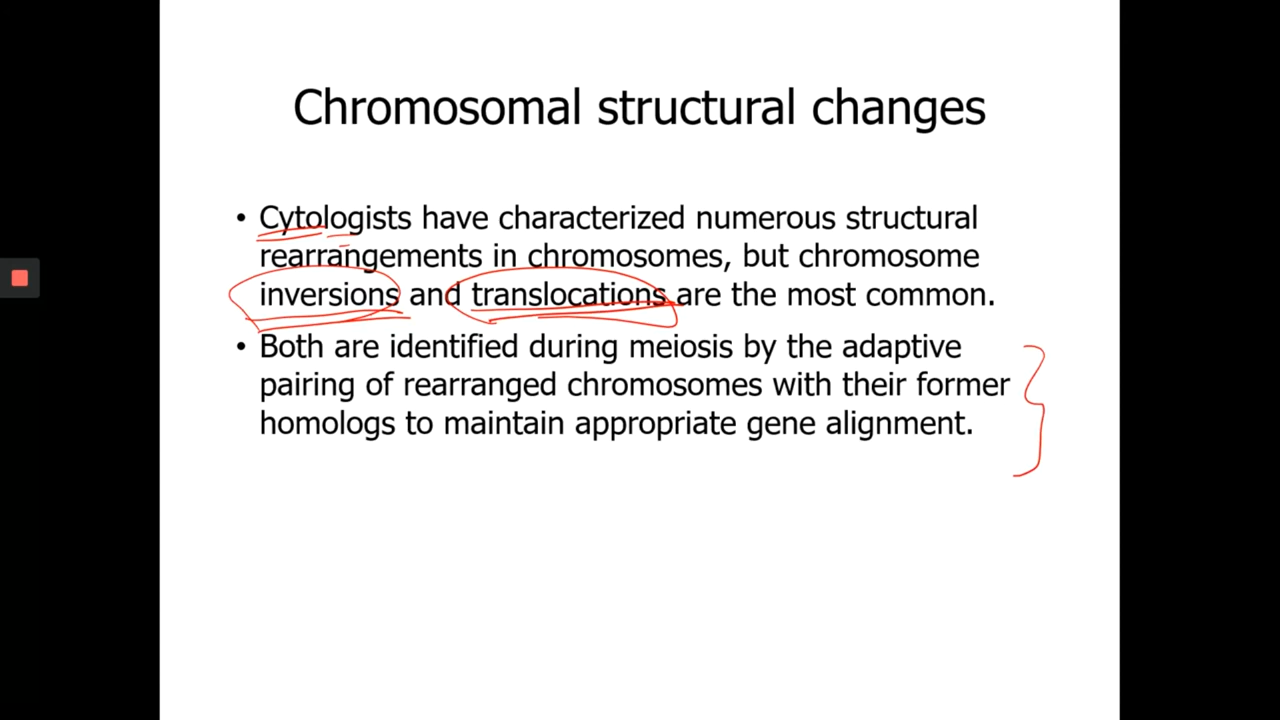 Chromosomal structural changes
• Cytologists have characterized numerous structural
rearrangements in chromosomes, but chromosome
inversions and translocations are the most common.
• Both are identified during meiosis by the adaptive
pairing of rearranged chromosomes with their former
homologs to maintain appropriate gene alignment.